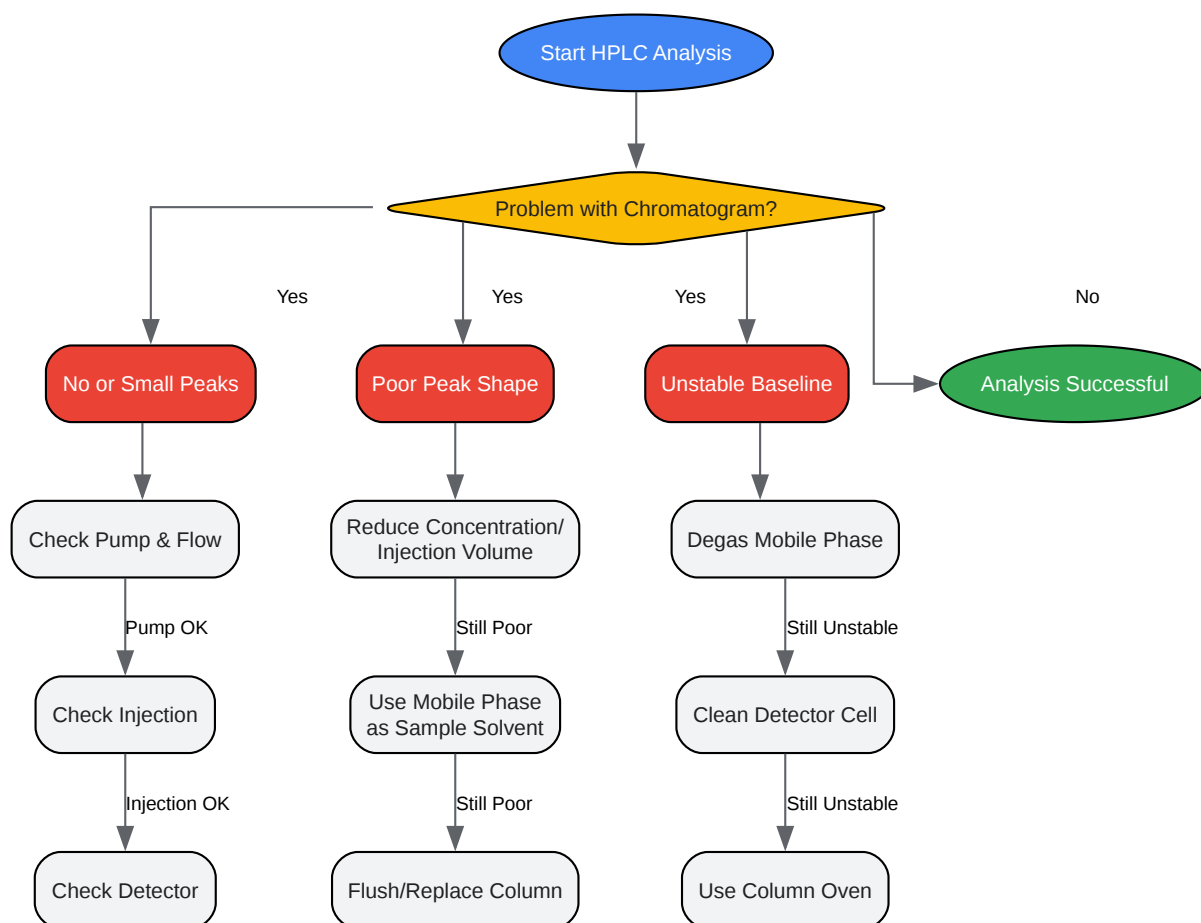 Start HPLC Analysis
Problem with Chromatogram?
Yes
Yes
Yes
No
No or Small Peaks
Poor Peak Shape
Unstable Baseline
Analysis Successful
Check Pump & Flow
Reduce Concentration/
Injection Volume
Degas Mobile Phase
Pump OK
Still Poor
Still Unstable
Check Injection
Use Mobile Phase
as Sample Solvent
Clean Detector Cell
Injection OK
Still Poor
Still Unstable
Check Detector
Flush/Replace Column
Use Column Oven